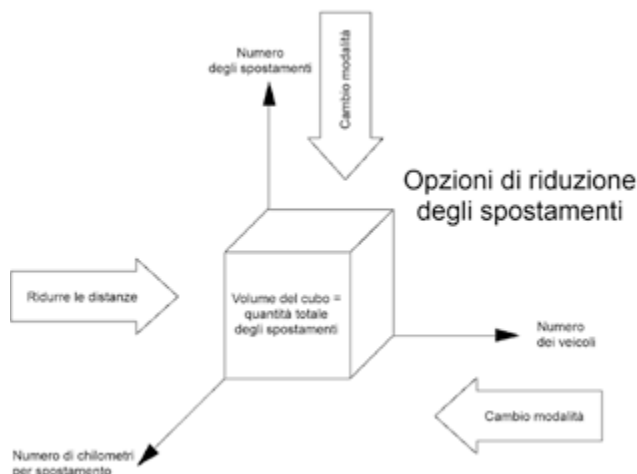 Numero
degli spostamenti
Cambio modalità
Opzioni di riduzione
degli spostamenti
Ridurre le distanze
Volume del cubo =
quantità totale
degli spostamenti
Numero
dei veicoli
Cambio modalità
Numero di chilometri
per spostamento